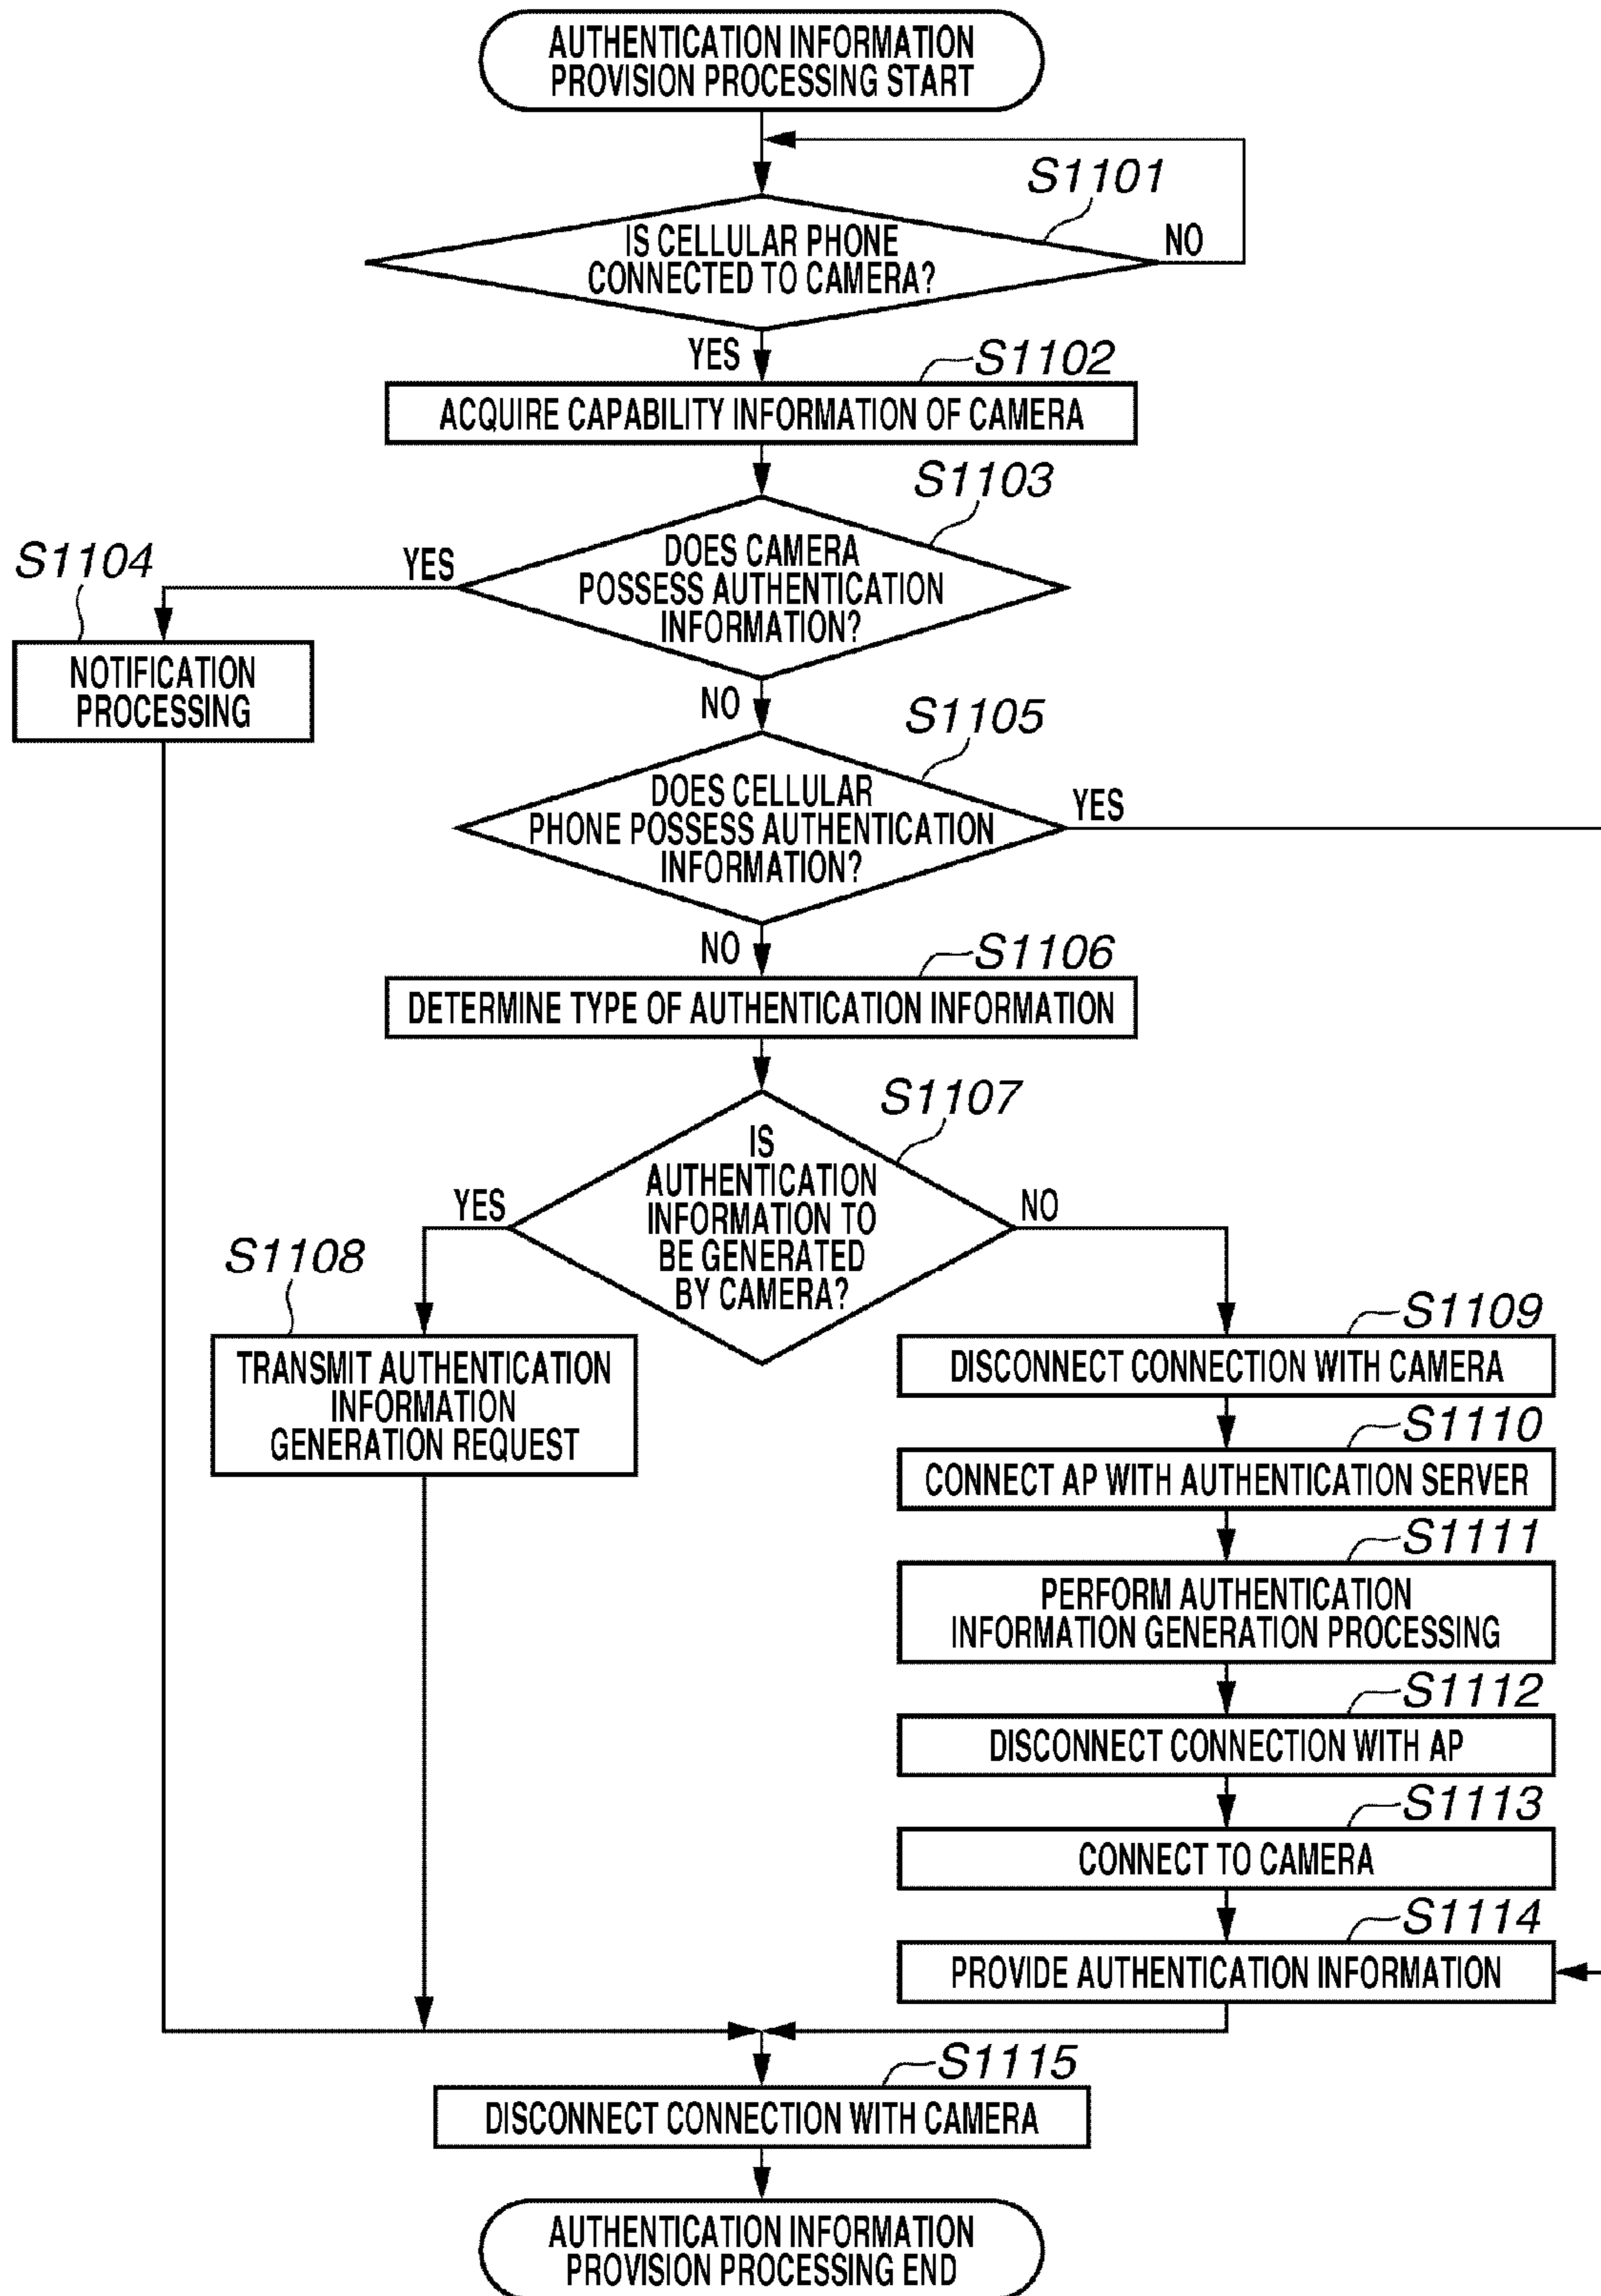 AUTHENTICATION INFORMATION
PROVISION PROCESSING START
S1101
IS CELLULAR PHONE
CONNECTED TO CAMERA?
NO
YES
S1102
ACQUIRE CAPABILITY INFORMATION OF CAMERA
S1103
DOES CAMERA
POSSESS AUTHENTICATION
INFORMATION?
YES
S1104
NOTIFICATION
PROCESSING
NO
S1105
DOES CELLULAR
PHONE POSSESS AUTHENTICATION
INFORMATION?
YES
NO
S1106
DETERMINE TYPE OF AUTHENTICATION INFORMATION
S1107
IS
AUTHENTICATION
INFORMATION TO
BE GENERATED
BY CAMERA?
YES
NO
S1108
TRANSMIT AUTHENTICATION
INFORMATION
GENERATION REQUEST
S1109
DISCONNECT CONNECTION WITH CAMERA
S1110
CONNECT AP WITH AUTHENTICATION SERVER
S1111
PERFORM AUTHENTICATION
INFORMATION GENERATION PROCESSING
S1112
DISCONNECT CONNECTION WITH AP
S1113
CONNECT TO CAMERA
S1114
PROVIDE AUTHENTICATION INFORMATION
S1115
DISCONNECT CONNECTION WITH CAMERA
AUTHENTICATION INFORMATION
PROVISION PROCESSING END